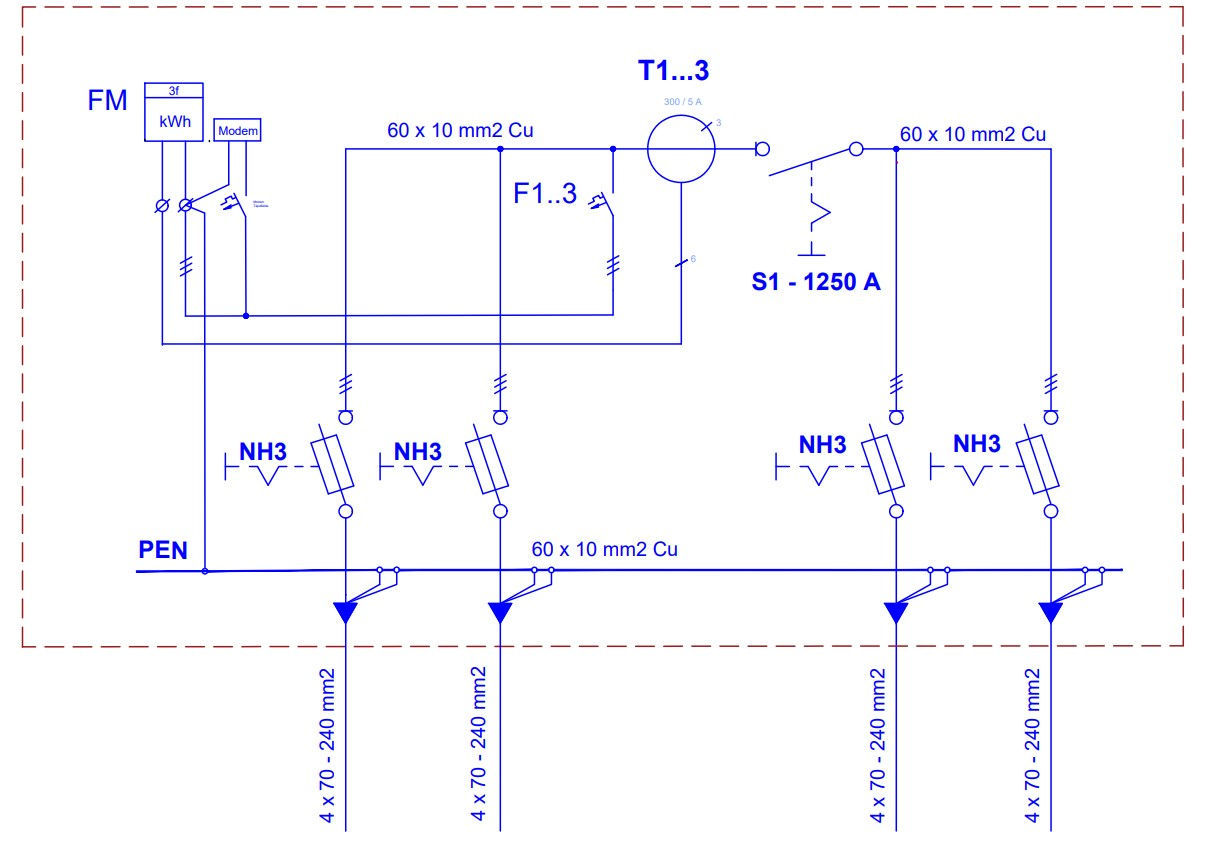 T1...3
3f
FM
300 / 5 A
kWh
3
Modem
60 x 10 mm2 Cu
60 x 10 mm2 Cu
F1..3
6
S1 - 1250 A
NH3
NH3
NH3
NH3
PEN
60 x 10 mm2 Cu
4 x 70 - 240 mm2
4 x 70 - 240 mm2
4 x 70 - 240 mm2
4 x 70 - 240 mm2